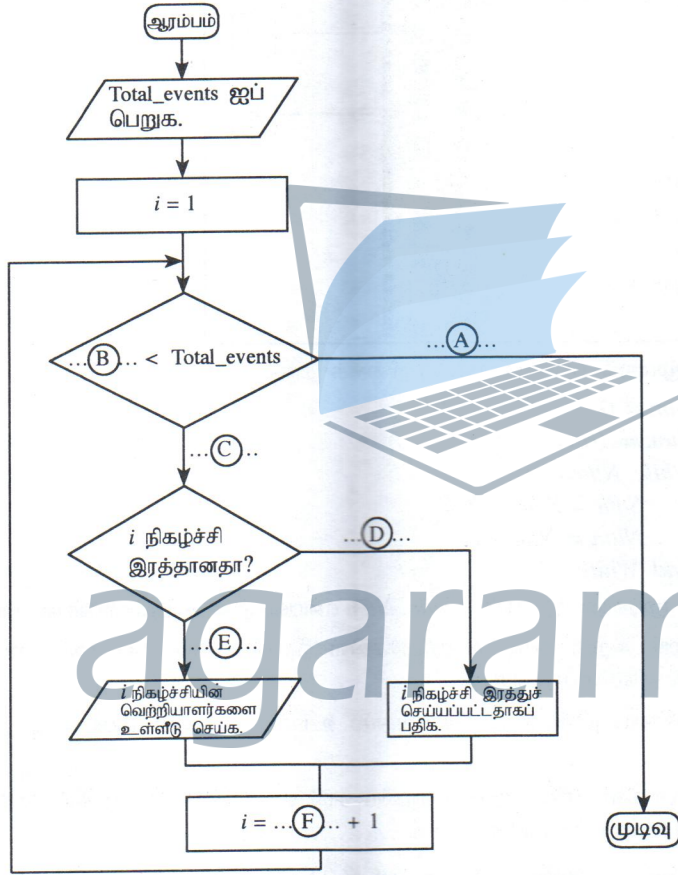 ஆரம்பம்
Total_events ஐப்
பெறுக.
i = 1
...B... < Total_events
...A...
...C...
i நிகழ்ச்சி
இரத்தானதா?
...D...
...E...
i நிகழ்ச்சியின்
வெற்றியாளர்களை
உள்ளீடு செய்க.
i நிகழ்ச்சி இரத்துச்
செய்யப்பட்டதாகப்
பதிக.
i = ...F... + 1
முடிவு
agaram